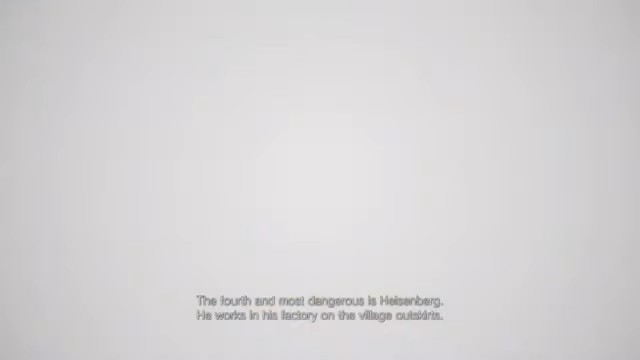 The fourth and most dangerous is Heisenberg.
He works in his factory on the village outskirts.